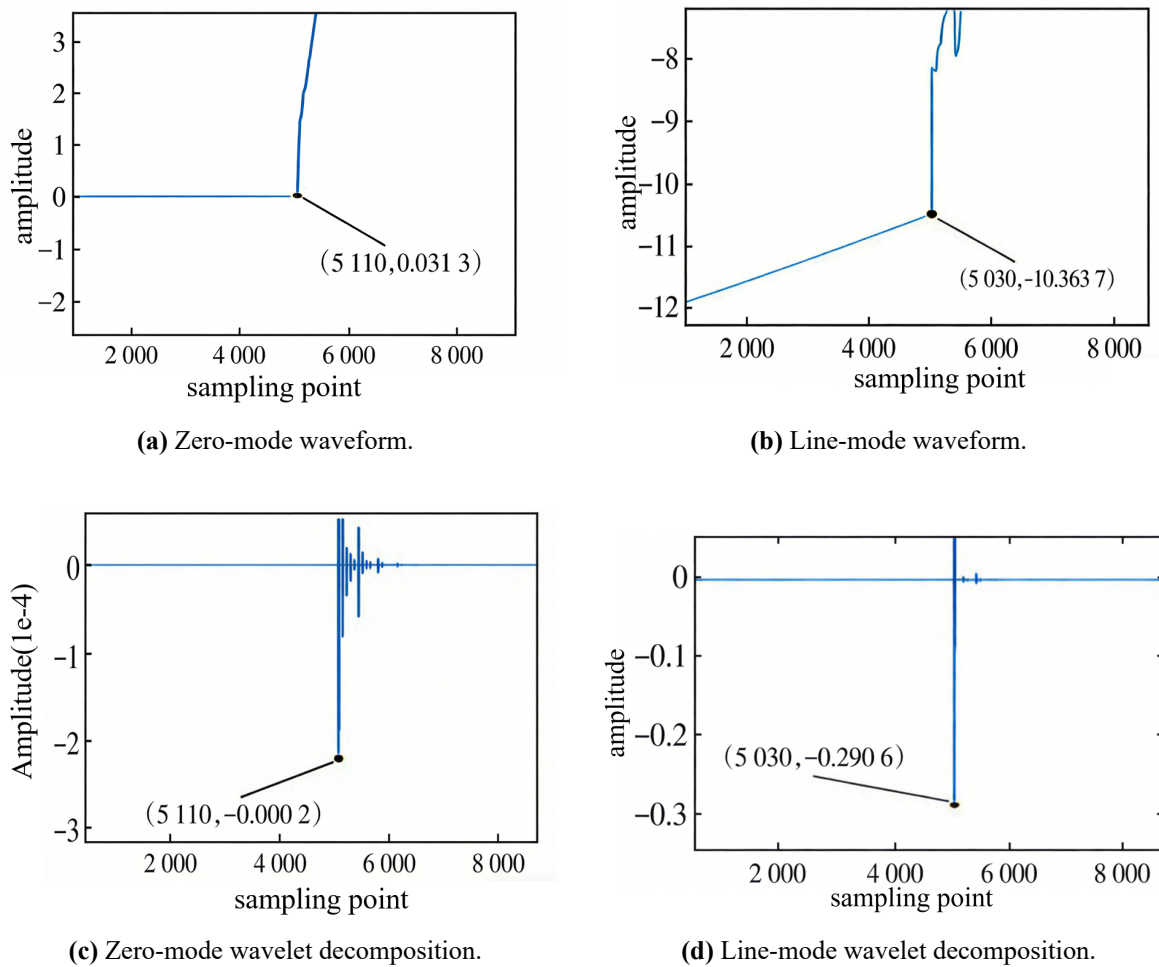 3
2
1
0
−1
−2
amplitude
(5 110,0.031 3)
2 000 4 000 6 000 8 000
sampling point
(a) Zero-mode waveform.
−8
−9
−10
−11
−12
amplitude
(5 030,-10.363 7)
2 000 4 000 6 000 8 000
sampling point
(b) Line-mode waveform.
0
−1
−2
−3
Amplitude(1e-4)
(5 110,−0.000 2)
2 000 4 000 6 000 8 000
sampling point
(c) Zero-mode wavelet decomposition.
0
−0.1
−0.2
−0.3
amplitude
(5 030,−0.290 6)
2 000 4 000 6 000 8 000
sampling point
(d) Line-mode wavelet decomposition.